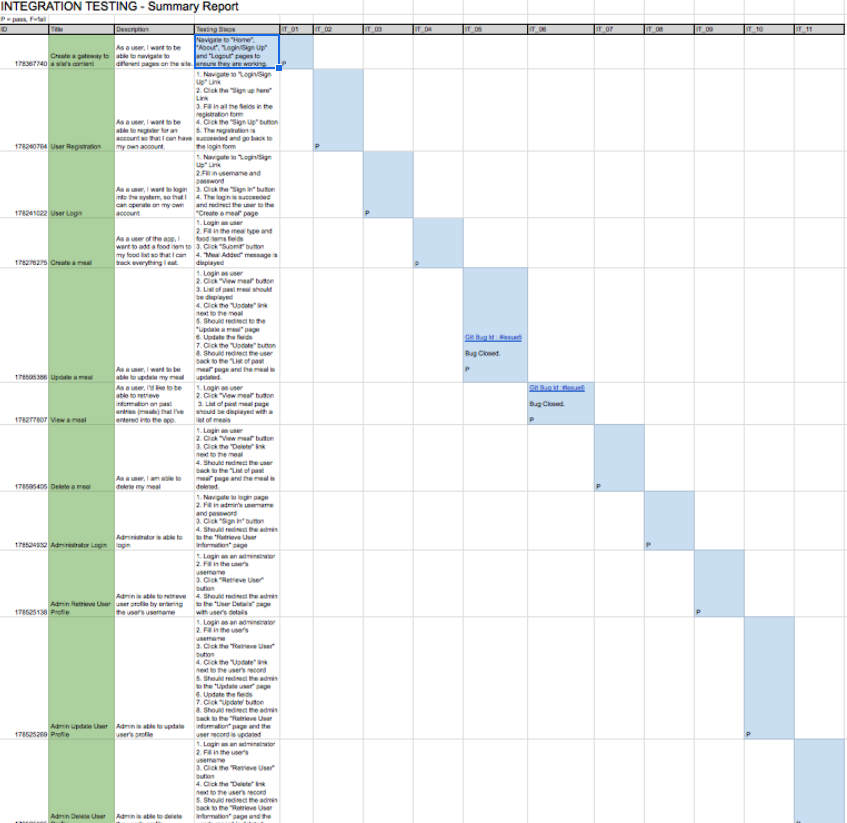 INTEGRATION TESTING - Summary Report
P = pass, F=fail
ID Title Description Testing Steps IT_01 IT_02 IT_03 IT_04 IT_05 IT_06 IT_07 IT_08 IT_09 IT_10 IT_11
178367740
Create a gateway to
a site's content
As a user, I want to be
able to navigate to
different pages on the site.
Navigate to "Home",
"About", "Login/Sign Up"
and "Logout" pages to
ensure they are working.
P
178240764
User Registration
As a user, I want to be
able to register for an
account so that I can have
my own account.
1. Navigate to "Login/Sign
Up" Link
2. Click the "Sign up here"
Link
3. Fill in all the fields in the
registration form
4. Click the "Sign Up" button
5. The registration is
succeeded and go back to
the login form
P
178241022
User Login
As a user, I want to login
into the system, so that I
can operate on my own
account.
1. Navigate to "Login/Sign
Up" Link
2.Fill in username and
password
3. Click the "Sign In" button
4. The login is succeeded
and redirect the user to the
"Create a meal" page
P
178276275
Create a meal
As a user of the app, I
want to add a food item to
my food list so that I can
track everything I eat.
1. Login as user
2. Fill in the meal type and
food items fields
3. Click "Submit" button
4. "Meal Added" message is
displayed
p
178595386
Update a meal
As a user, I want to be
able to update my meal
1. Login as user
2. Click "View meal" button
3. List of past meal should
be displayed
4. Click the "Update" link
next to the meal
5. Should redirect to the
"Update a meal" page
6. Update the fields
7. Click the "Update" button
8. Should redirect the user
back to the "List of past
meal" page and the meal is
updated.
Git Bug Id : #Issue5
Bug Closed.
P
178277807
View a meal
As a user, I'd like to be
able to retrieve
information on past
entries (meals) that I've
entered into the app.
1. Login as user
2. Click "View meal" button
3. List of past meal page
should be displayed with a
list of meals
Git Bug Id :#Issue6
Bug Closed.
P
178595405
Delete a meal
As a user, I am able to
delete my meal
1. Login as user
2. Click "View meal" button
3. Click the "Delete" link
next to the meal
4. Should redirect the user
back to the "List of past
meal" page and the meal is
deleted.
P
178524932
Administrator Login
Administrator is able to
login
1. Navigate to login page
2. Fill in admin's username
and password
3. Click "Sign In" button
4. Should redirect the admin
to the "Retrieve User
Information" page
P
178525138
Admin Retrieve User
Profile
Admin is able to retrieve
user profile by entering
the user's username
1. Login as an adminstrator
2. Fill in the user's
username
3. Click "Retrieve User"
button
4. Should redirect the admin
to the "User Details" page
with user's details
P
178525269
Admin Update User
Profile
Admin is able to update
user's profile
1. Login as an adminstrator
2. Fill in the user's
username
3. Click the "Retrieve User"
button
4. Click the "Update" link
next to the user's record
5. Should redirect the admin
to the "Update user" page
6. Update the fields
7. Click "Update' button
8. Should redirect the admin
back to the "Retrieve User
Information" page and the
user record is updated
P
Admin Delete User
Admin is able to delete
1. Login as an adminstrator
2. Fill in the user's
username
3. Click the "Retrieve User"
button
4. Click the "Delete" link
next to the user's record
5. Should redirect the admin
back to the "Retrieve User
Information" page and the